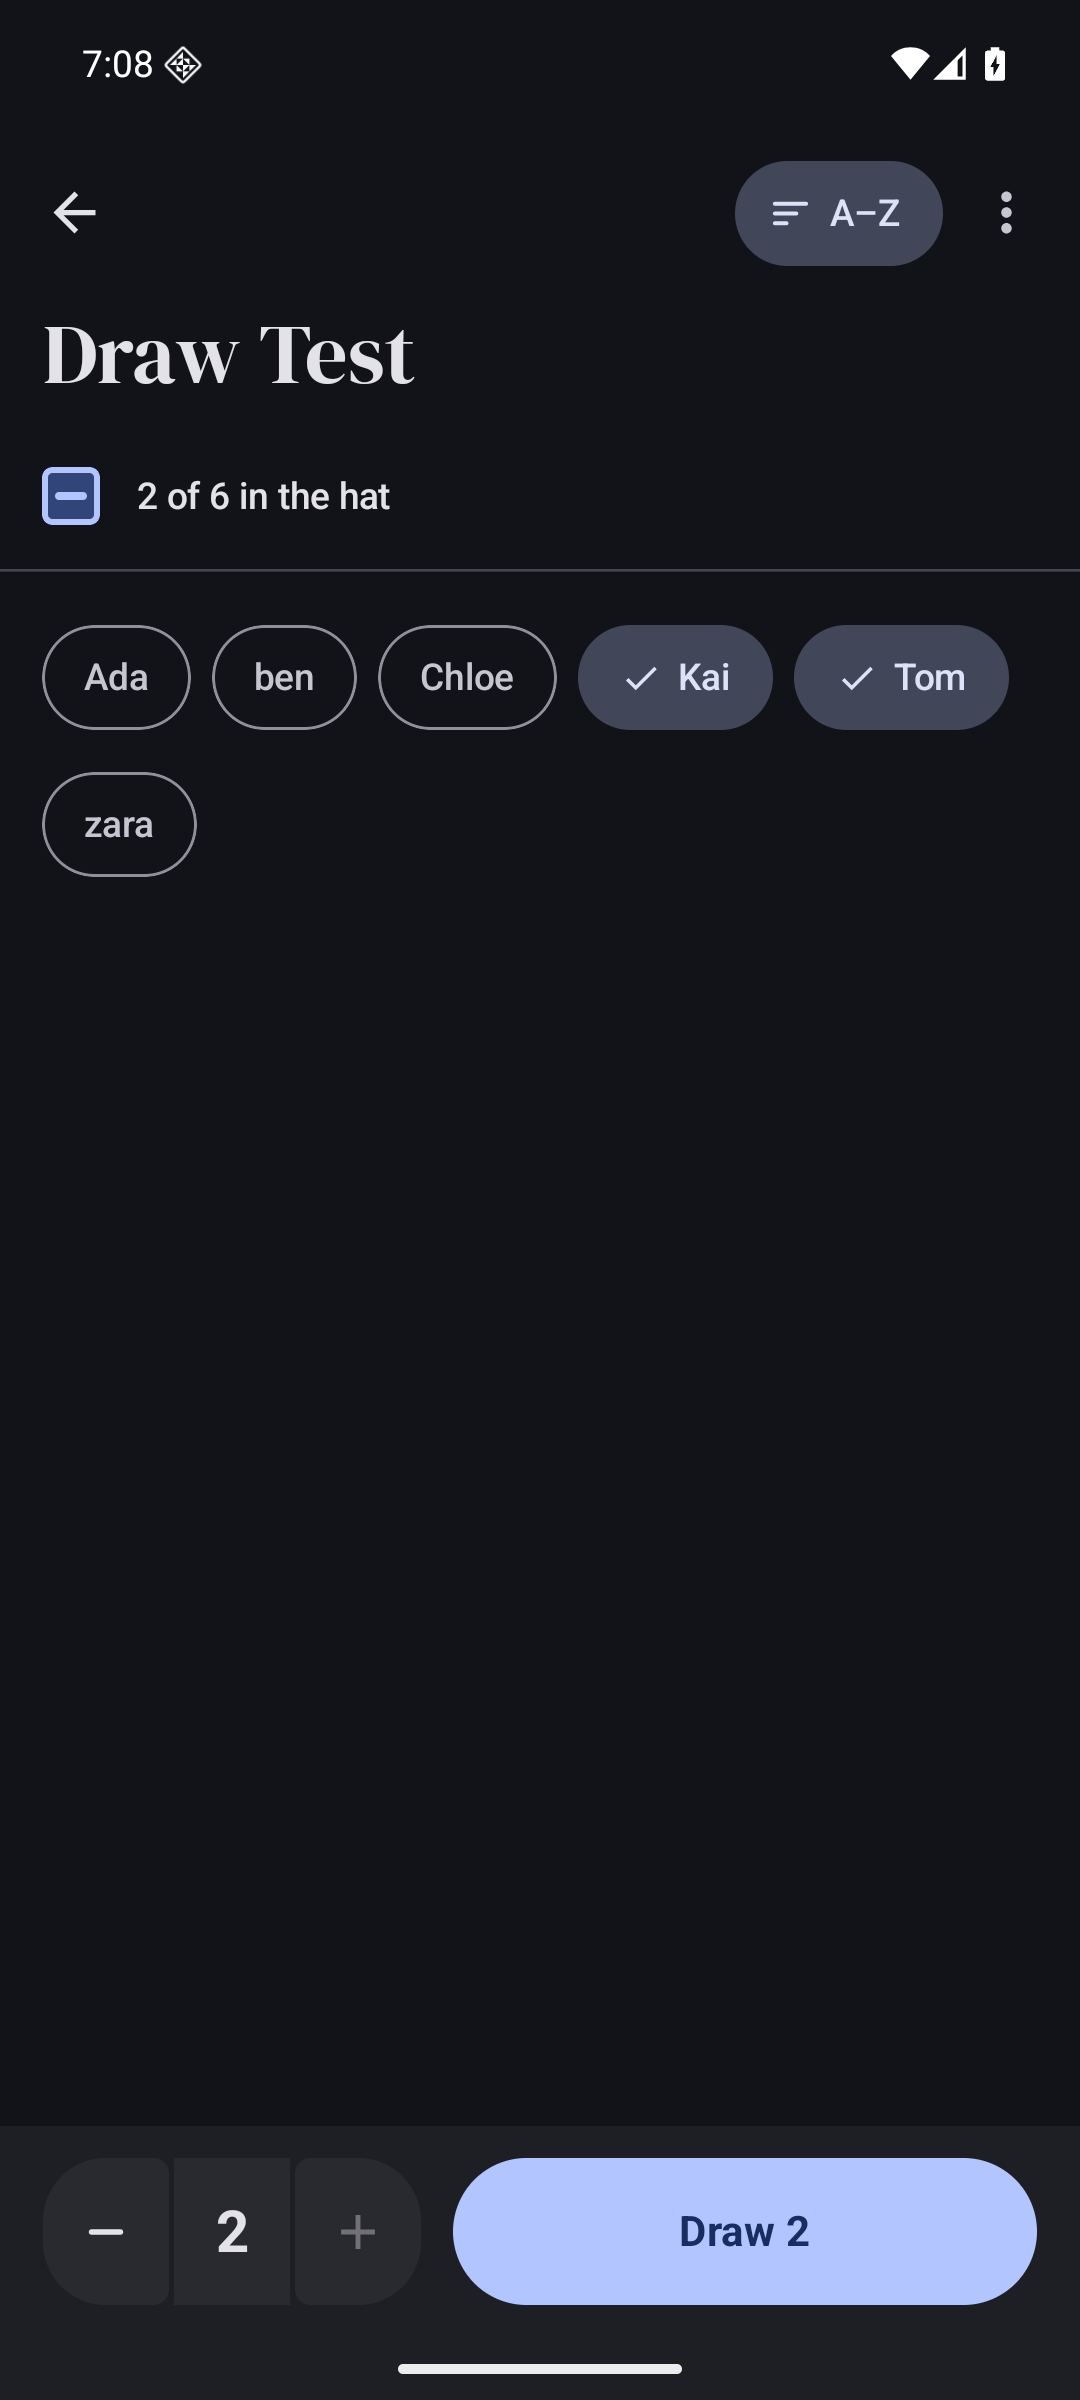 7:08
A–Z
Draw Test
2 of 6 in the hat
Ada ben Chloe Kai Tom
zara
2 Draw 2